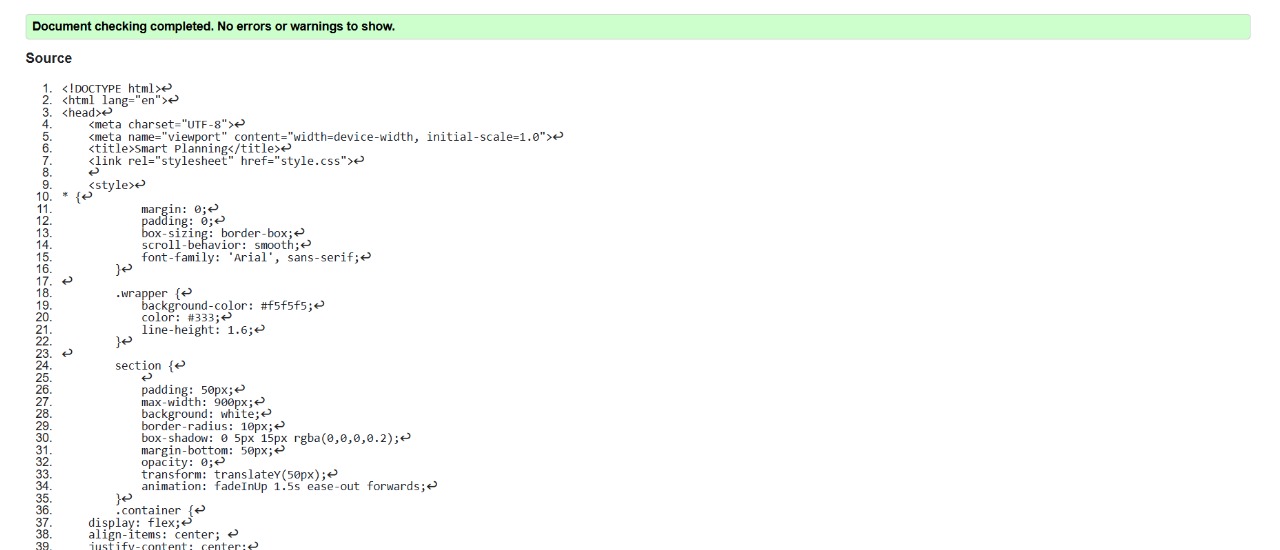 Document checking completed. No errors or warnings to show.
Source
1. <!DOCTYPE html>↩
2. <html lang="en">↩
3. <head>↩
4.     <meta charset="UTF-8">↩
5.     <meta name="viewport" content="width=device-width, initial-scale=1.0">↩
6.     <title>Smart Planning</title>↩
7.     <link rel="stylesheet" href="style.css">↩
8.     ↩
9.     <style>↩
10. * {↩
11.             margin: 0;↩
12.             padding: 0;↩
13.             box-sizing: border-box;↩
14.             scroll-behavior: smooth;↩
15.             font-family: 'Arial', sans-serif;↩
16.         }↩
17. ↩
18.         .wrapper {↩
19.             background-color: #f5f5f5;↩
20.             color: #333;↩
21.             line-height: 1.6;↩
22.         }↩
23. ↩
24.         section {↩
25.             ↩
26.             padding: 50px;↩
27.             max-width: 900px;↩
28.             background: white;↩
29.             border-radius: 10px;↩
30.             box-shadow: 0 5px 15px rgba(0,0,0,0.2);↩
31.             margin-bottom: 50px;↩
32.             opacity: 0;↩
33.             transform: translateY(50px);↩
34.             animation: fadeInUp 1.5s ease-out forwards;↩
35.         }↩
36.         .container {↩
37.     display: flex;↩
38.     align-items: center; ↩
39.     justify-content: center;↩